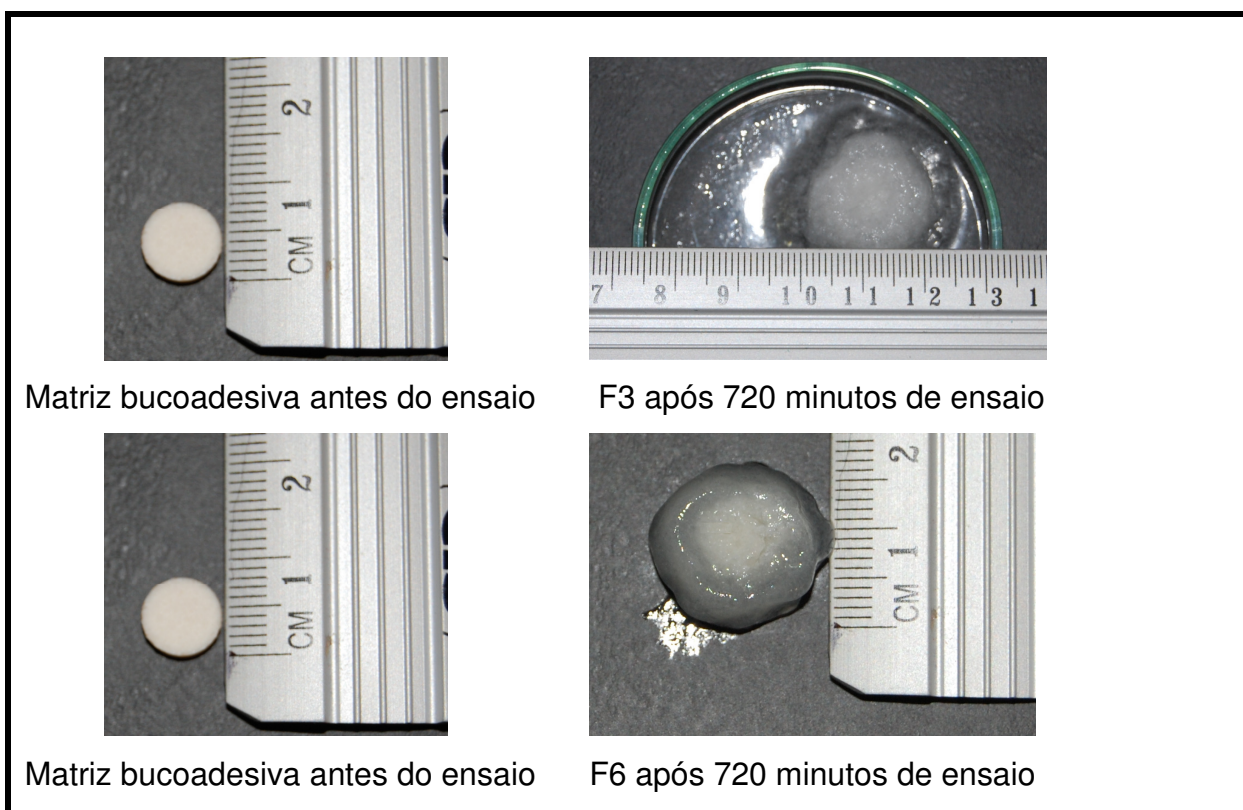 2
1
CM
7 8 9 10 11 12 13 1
Matriz bucoadesiva antes do ensaio
F3 após 720 minutos de ensaio
2
1
CM
2
1
CM
Matriz bucoadesiva antes do ensaio
F6 após 720 minutos de ensaio